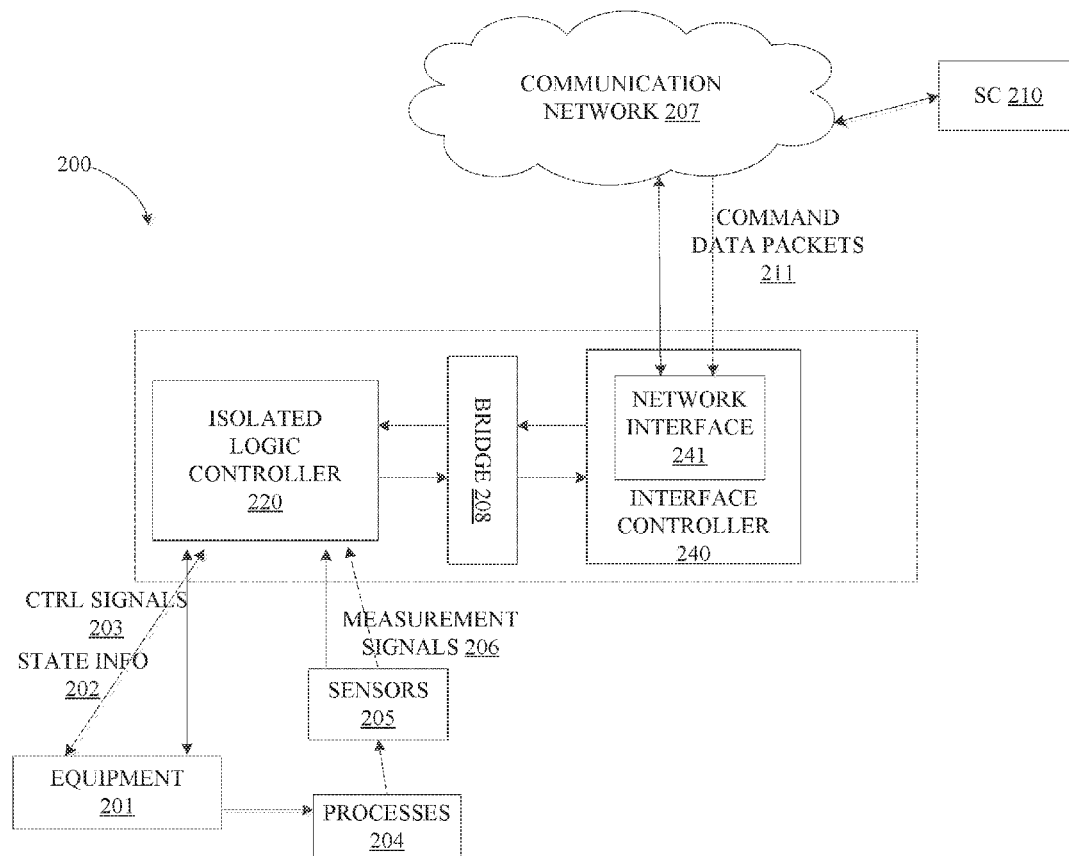 COMMUNICATION
NETWORK 207
SC 210
200
COMMAND
DATA PACKETS
211
ISOLATED
LOGIC
CONTROLLER
220
BRIDGE 208
NETWORK
INTERFACE
241
INTERFACE
CONTROLLER
240
CTRL SIGNALS
203
STATE INFO
202
MEASUREMENT
SIGNALS 206
SENSORS
205
EQUIPMENT
201
PROCESSES
204